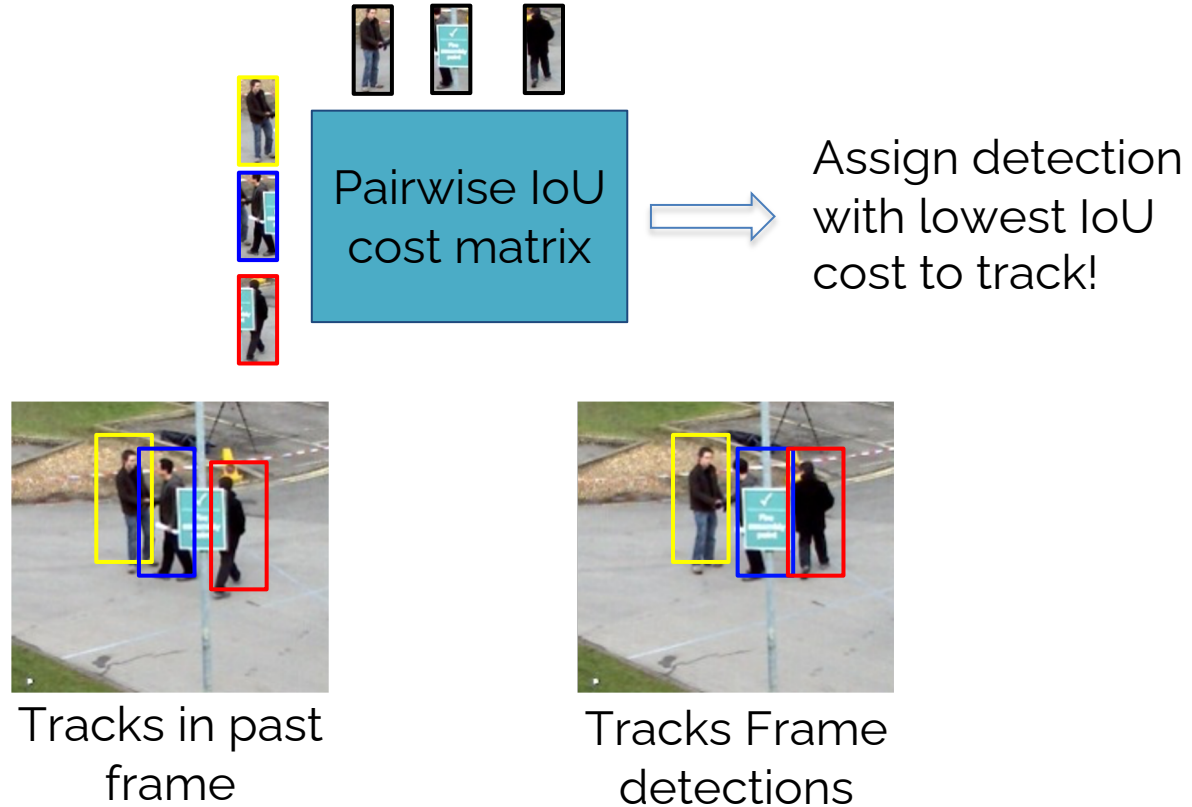 Pairwise IoU
cost matrix
Assign detection
with lowest IoU
cost to track!
Tracks in past
frame
Tracks Frame
detections